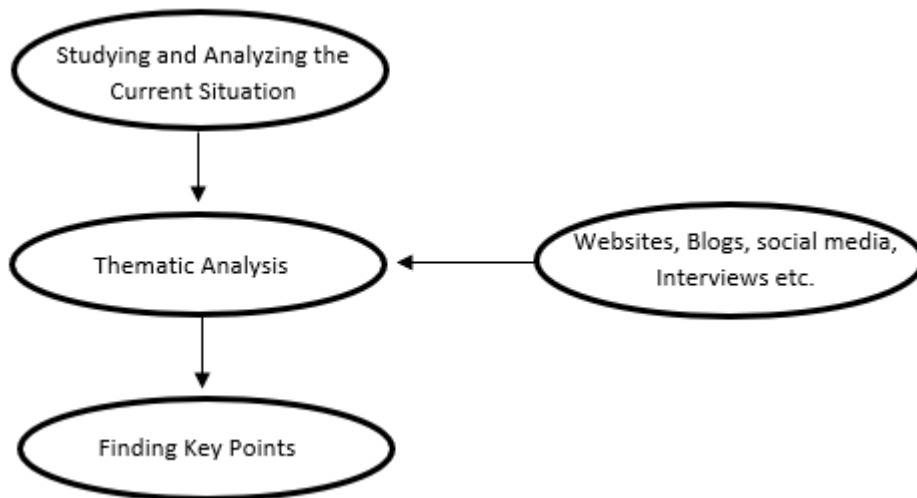 Studying and Analyzing the
Current Situation
Thematic Analysis
Websites, Blogs, social media,
Interviews etc.
Finding Key Points